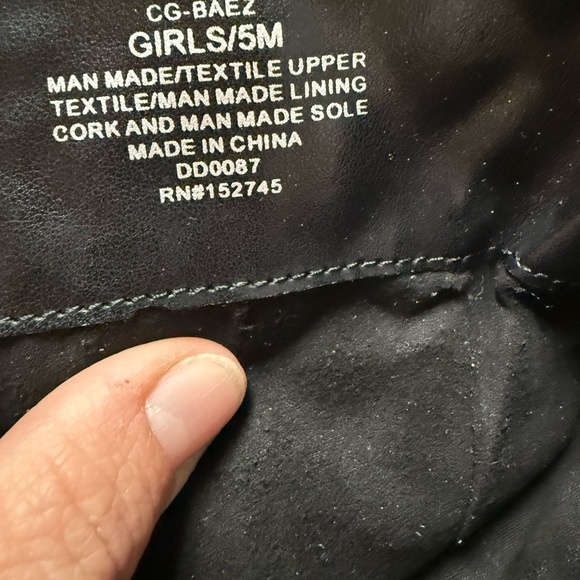 CG-BAEZ
GIRLS/5M
MAN MADE/TEXTILE UPPER
TEXTILE/MAN MADE LINING
CORK AND MAN MADE SOLE
MADE IN CHINA
DD0087
RN#152745